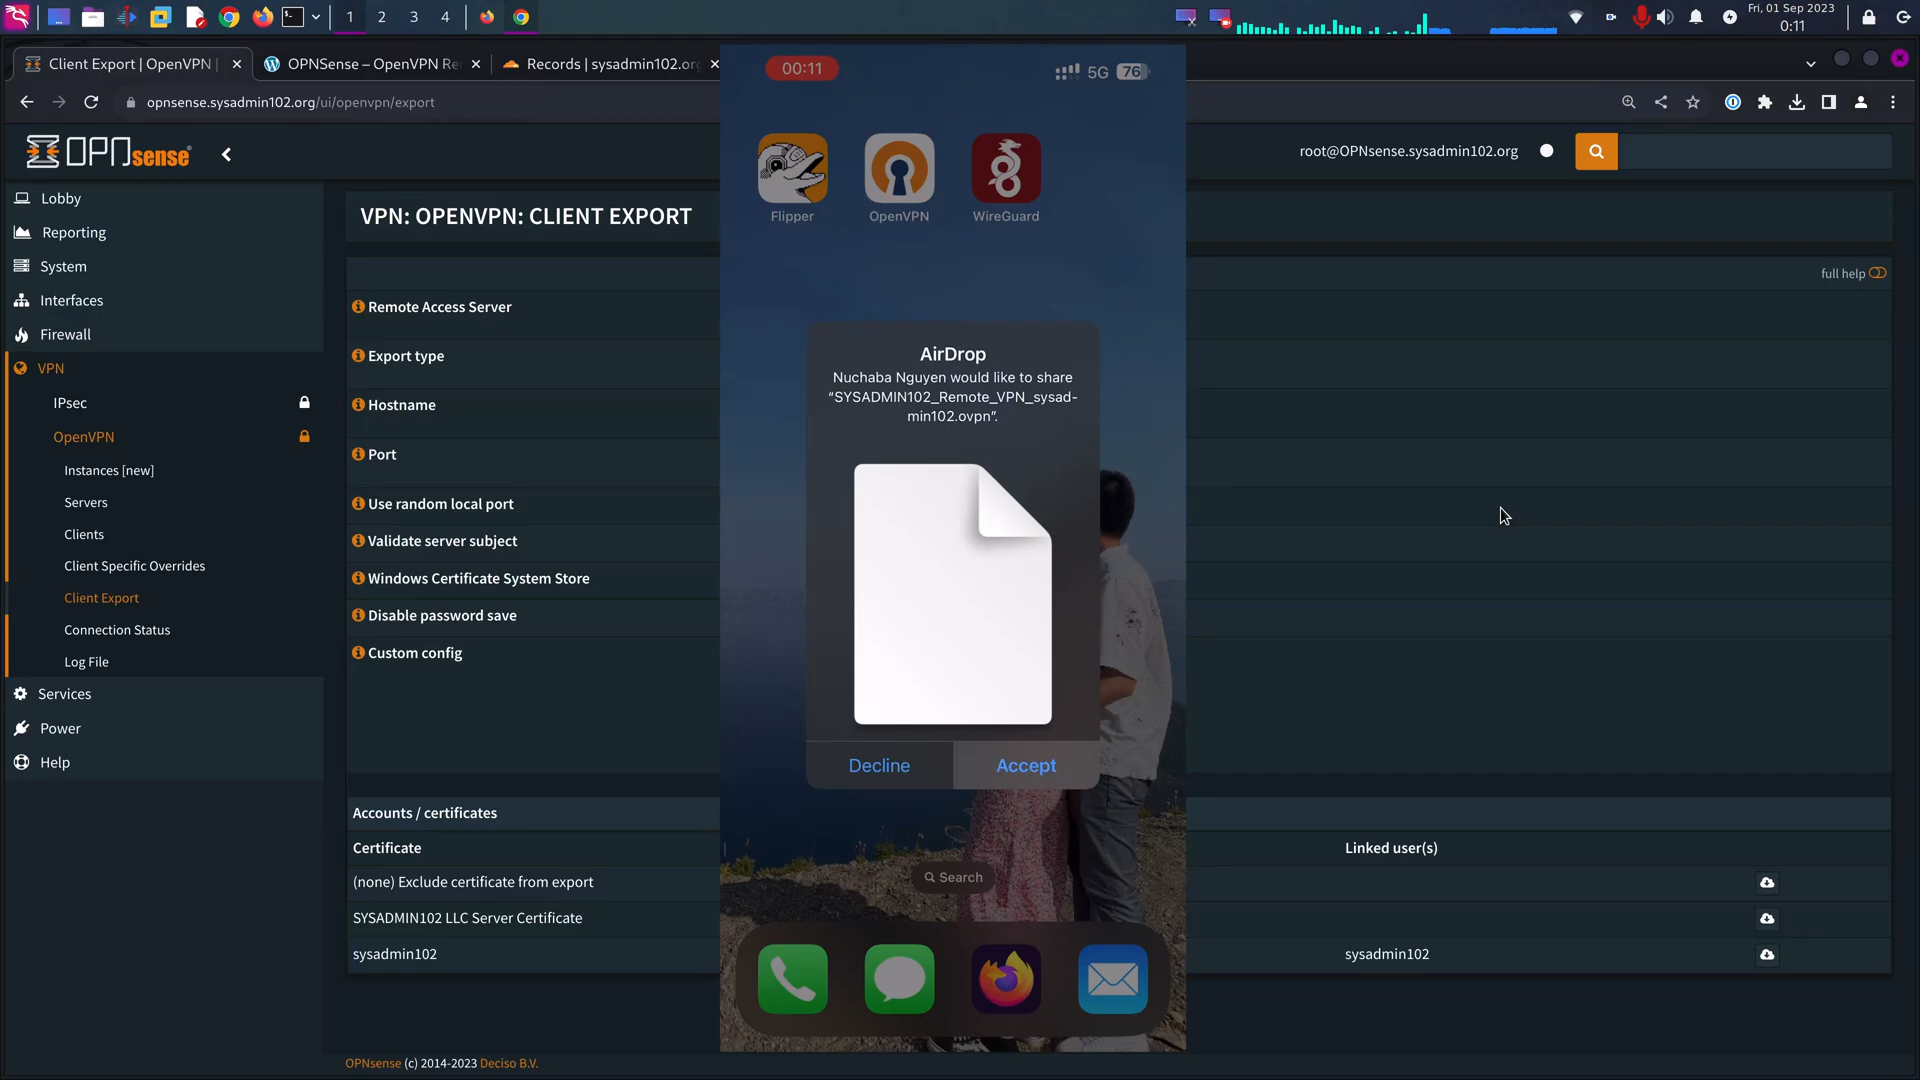 1 2 3 4
Fri, 01 Sep 2023
0:11
Client Export | OpenVPN |
OPNSense – OpenVPN Re
Records | sysadmin102.or
opnsense.sysadmin102.org/ui/openvpn/export
OPNsense
root@OPNsense.sysadmin102.org
Lobby
Reporting
System
Interfaces
Firewall
VPN
IPsec
OpenVPN
Instances [new]
Servers
Clients
Client Specific Overrides
Client Export
Connection Status
Log File
Services
Power
Help
VPN: OPENVPN: CLIENT EXPORT
full help
Remote Access Server
Export type
Hostname
Port
Use random local port
Validate server subject
Windows Certificate System Store
Disable password save
Custom config
Accounts / certificates
Certificate
Linked user(s)
(none) Exclude certificate from export
SYSADMIN102 LLC Server Certificate
sysadmin102
sysadmin102
OPNsense (c) 2014-2023 Deciso B.V.
00:11
5G 76
Flipper
OpenVPN
WireGuard
AirDrop
Nuchaba Nguyen would like to share
“SYSADMIN102_Remote_VPN_sysad-
min102.ovpn”.
Decline
Accept
Search